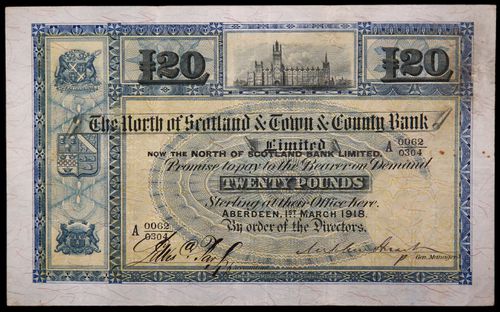 £20
£20
The North of Scotland & Town & County Bank
Limited
NOW THE NORTH OF SCOTLAND BANK LIMITED,
A 0062
0304
Promise to pay to the Bearer on Demand
TWENTY POUNDS
Sterling at their Office here.
ABERDEEN, 1ST MARCH 1918.
A 0062
0304
By order of the Directors.
Accountant
Gen. Manager